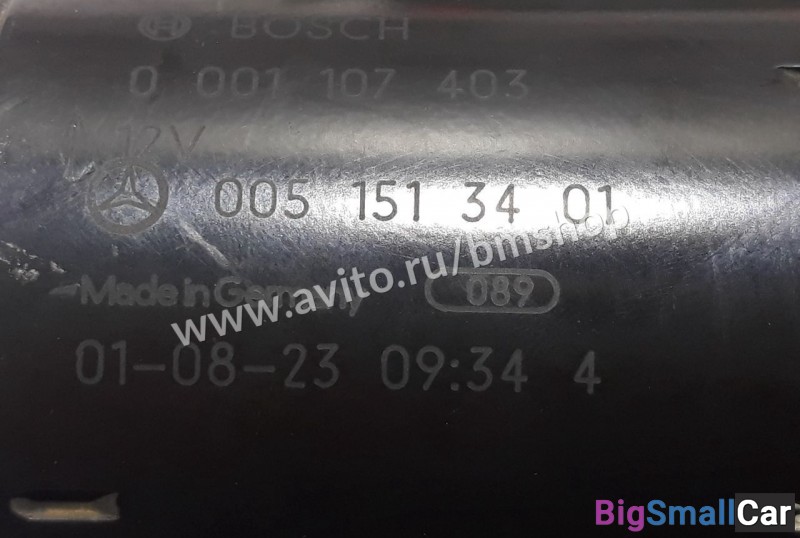 BOSCH
0 001 107 403
12V
005 151 34 01
www.avito.ru/bmshop
Made in Germany 089
01-08-23 09:34 4
BigSmallCar